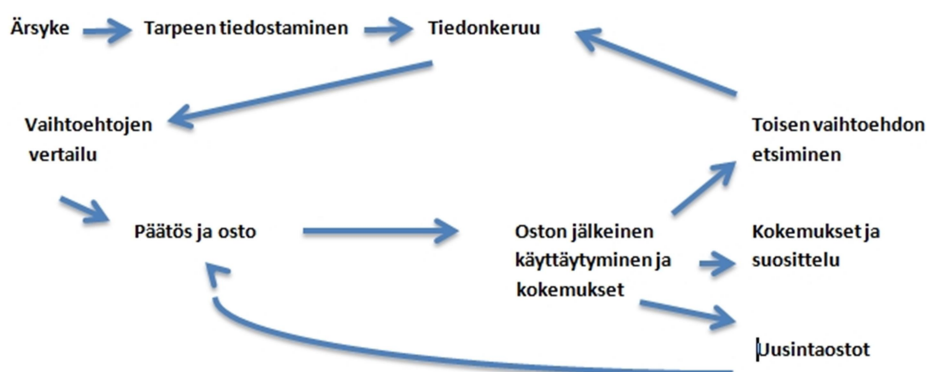 Ärsyke
Tarpeen tiedostaminen
Tiedonkeruu
Vaihtoehtojen
vertailu
Toisen vaihtoehdon
etsiminen
Päätös ja osto
Oston jälkeinen
käyttäytyminen ja
kokemukset
Kokemukset ja
suosittelu
Uusintaostot